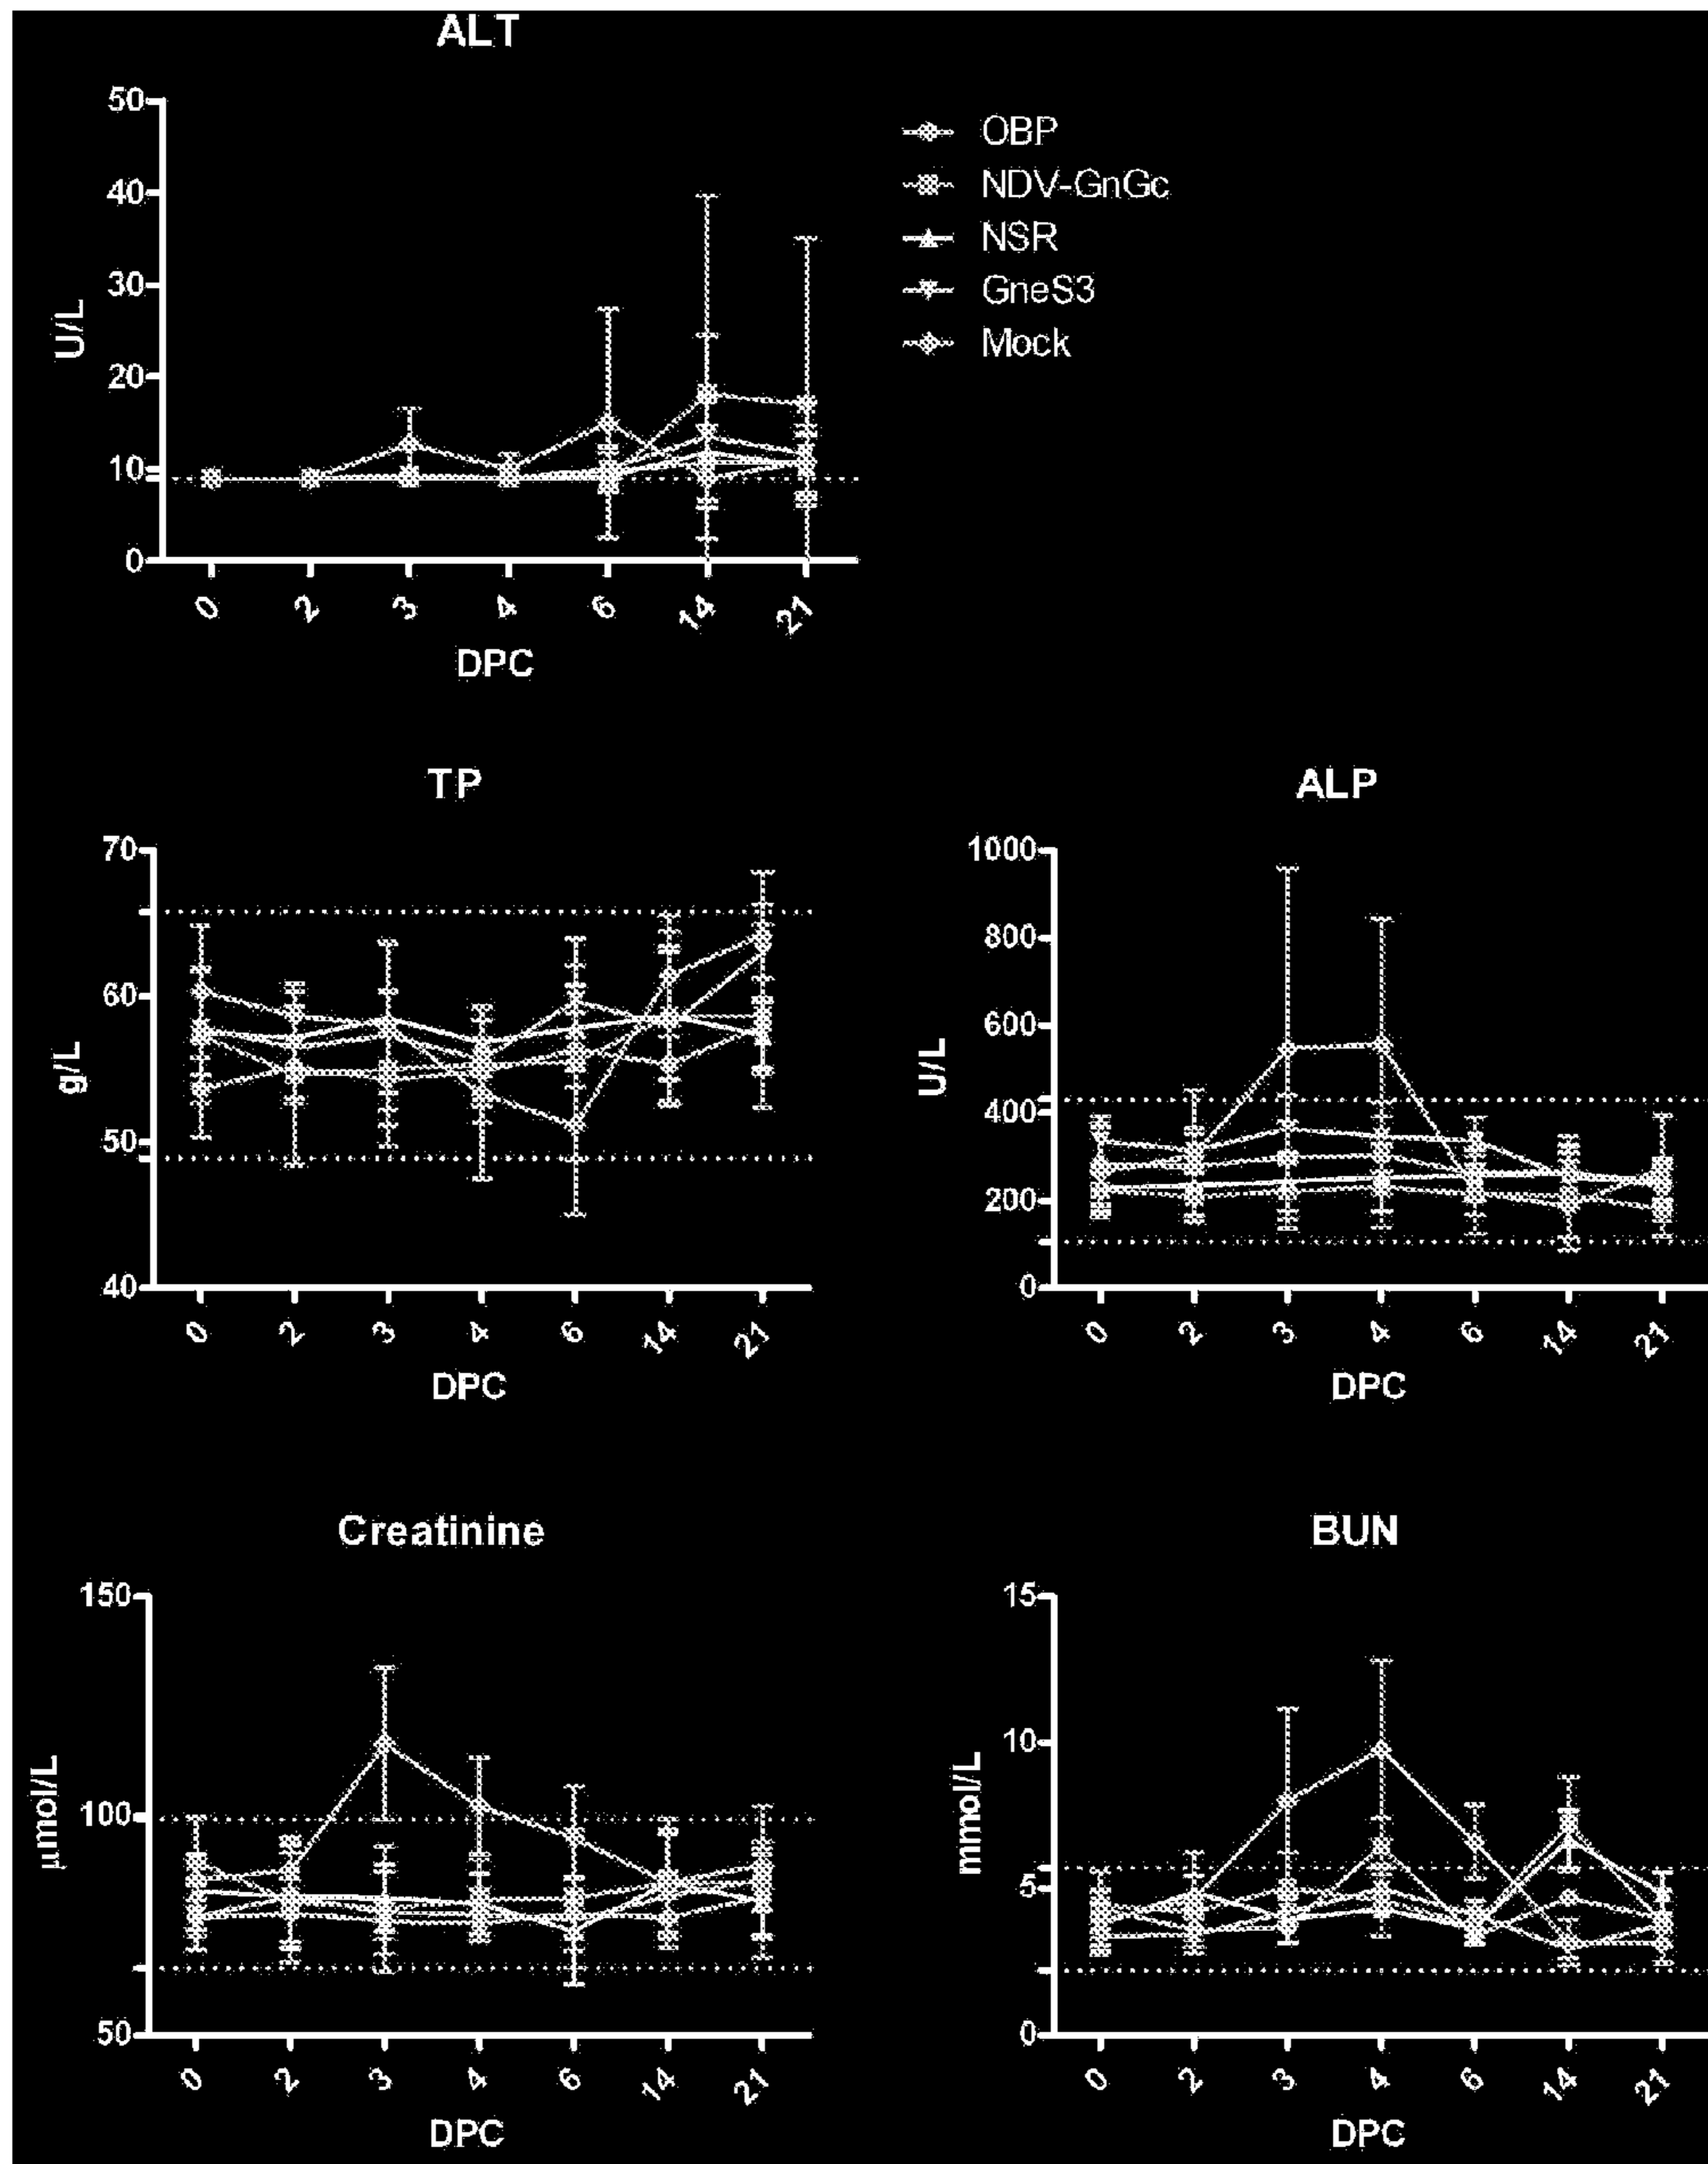 ALT
50
40
30
20
10
0
U/L
0 2 3 4 6 14 21
DPC
OBP
NDV-GnGc
NSR
GneS3
Mock
TP
70
60
50
40
g/L
0 2 3 4 6 14 21
DPC
ALP
1000
800
600
400
200
0
U/L
0 2 3 4 6 14 21
DPC
Creatinine
150
100
50
µmol/L
0 2 3 4 6 14 21
DPC
BUN
15
10
5
0
mmol/L
0 2 3 4 6 14 21
DPC